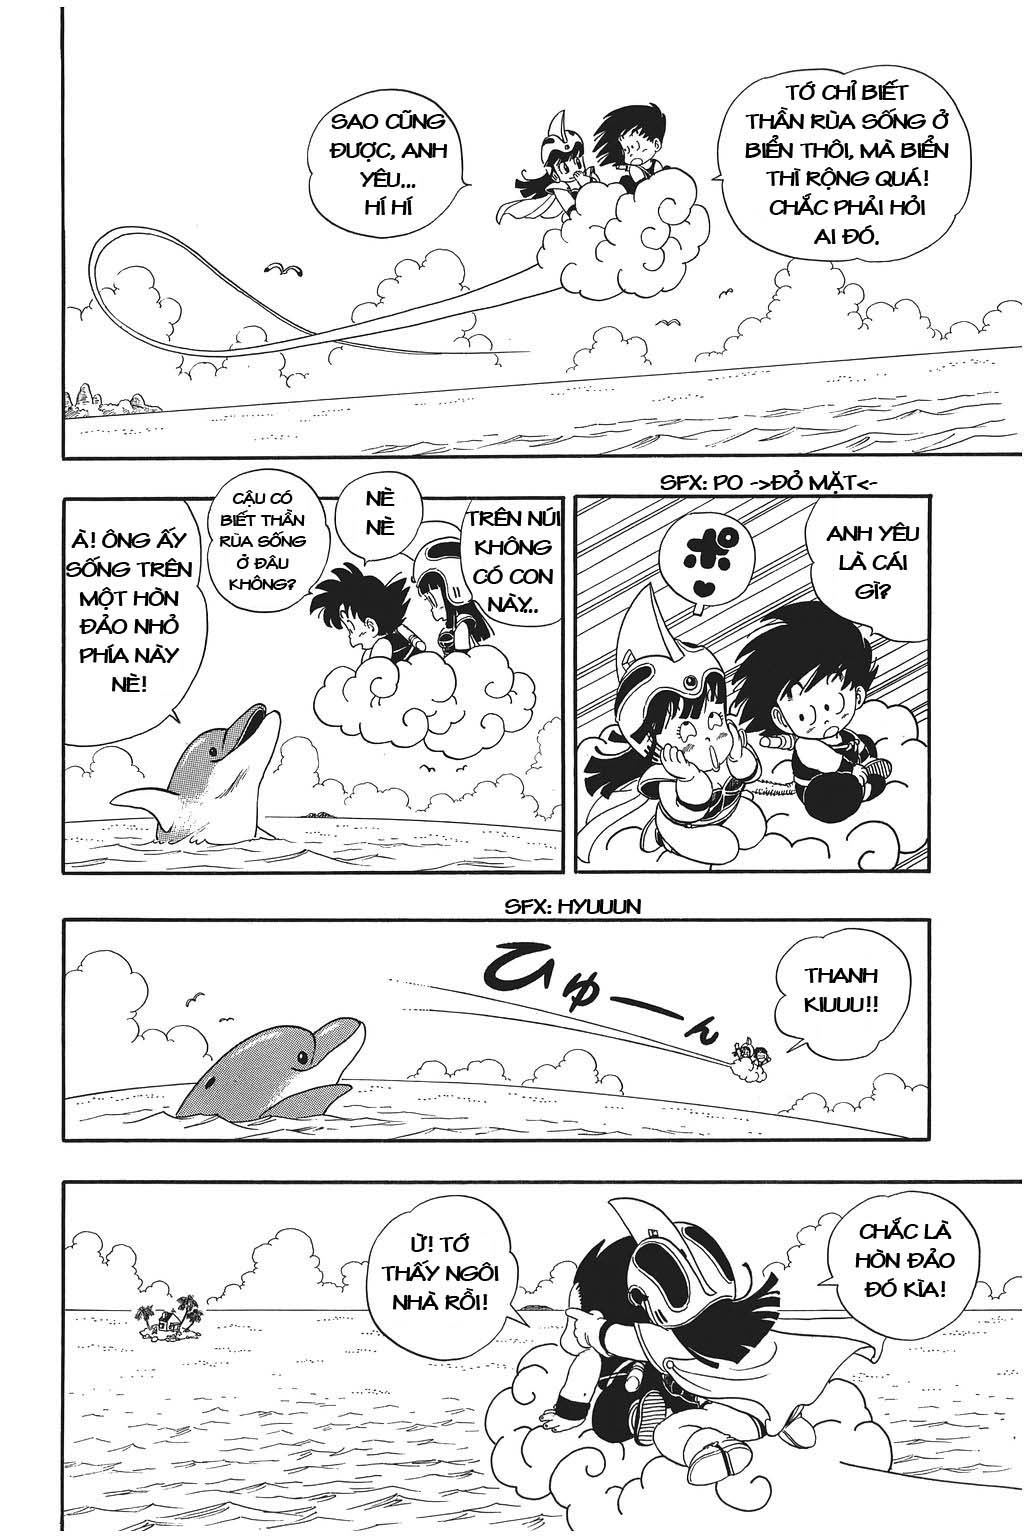 TỚ CHỈ BIẾT
THẦN RÙA SỐNG Ở
BIỂN THÔI, MÀ BIỂN
THÌ RỘNG QUÁ!
CHẮC PHẢI HỎI
AI ĐÓ.
SAO CŨNG
ĐƯỢC, ANH
YÊU...
HÍ HÍ
SFX: PO ->ĐỎ MẶT<-
ANH YÊU
LÀ CÁI
GÌ?
ポッ
TRÊN NÚI
KHÔNG
CÓ CON
NÀY...
NÈ
NÈ
CẬU CÓ
BIẾT THẦN
RÙA SỐNG
Ở ĐÂU
KHÔNG?
À! ÔNG ẤY
SỐNG TRÊN
MỘT HÒN
ĐẢO NHỎ
PHÍA NÀY
NÈ!
SFX: HYUUUN
THANH
KIUUU!!
ひゅーん
CHẮC LÀ
HÒN ĐẢO
ĐÓ KÌA!
Ừ! TỚ
THẤY NGÔI
NHÀ RỒI!